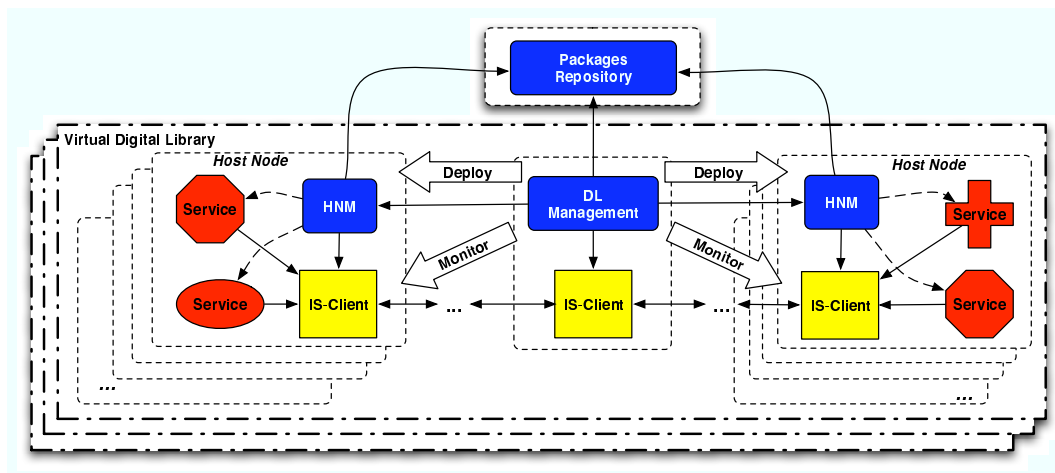 Packages
Repository
Virtual Digital Library
Host Node
Host Node
Deploy
Deploy
Service
HNM
DL
Management
HNM
Service
Monitor
Monitor
Service
IS-Client
...
IS-Client
...
IS-Client
Service
...
...